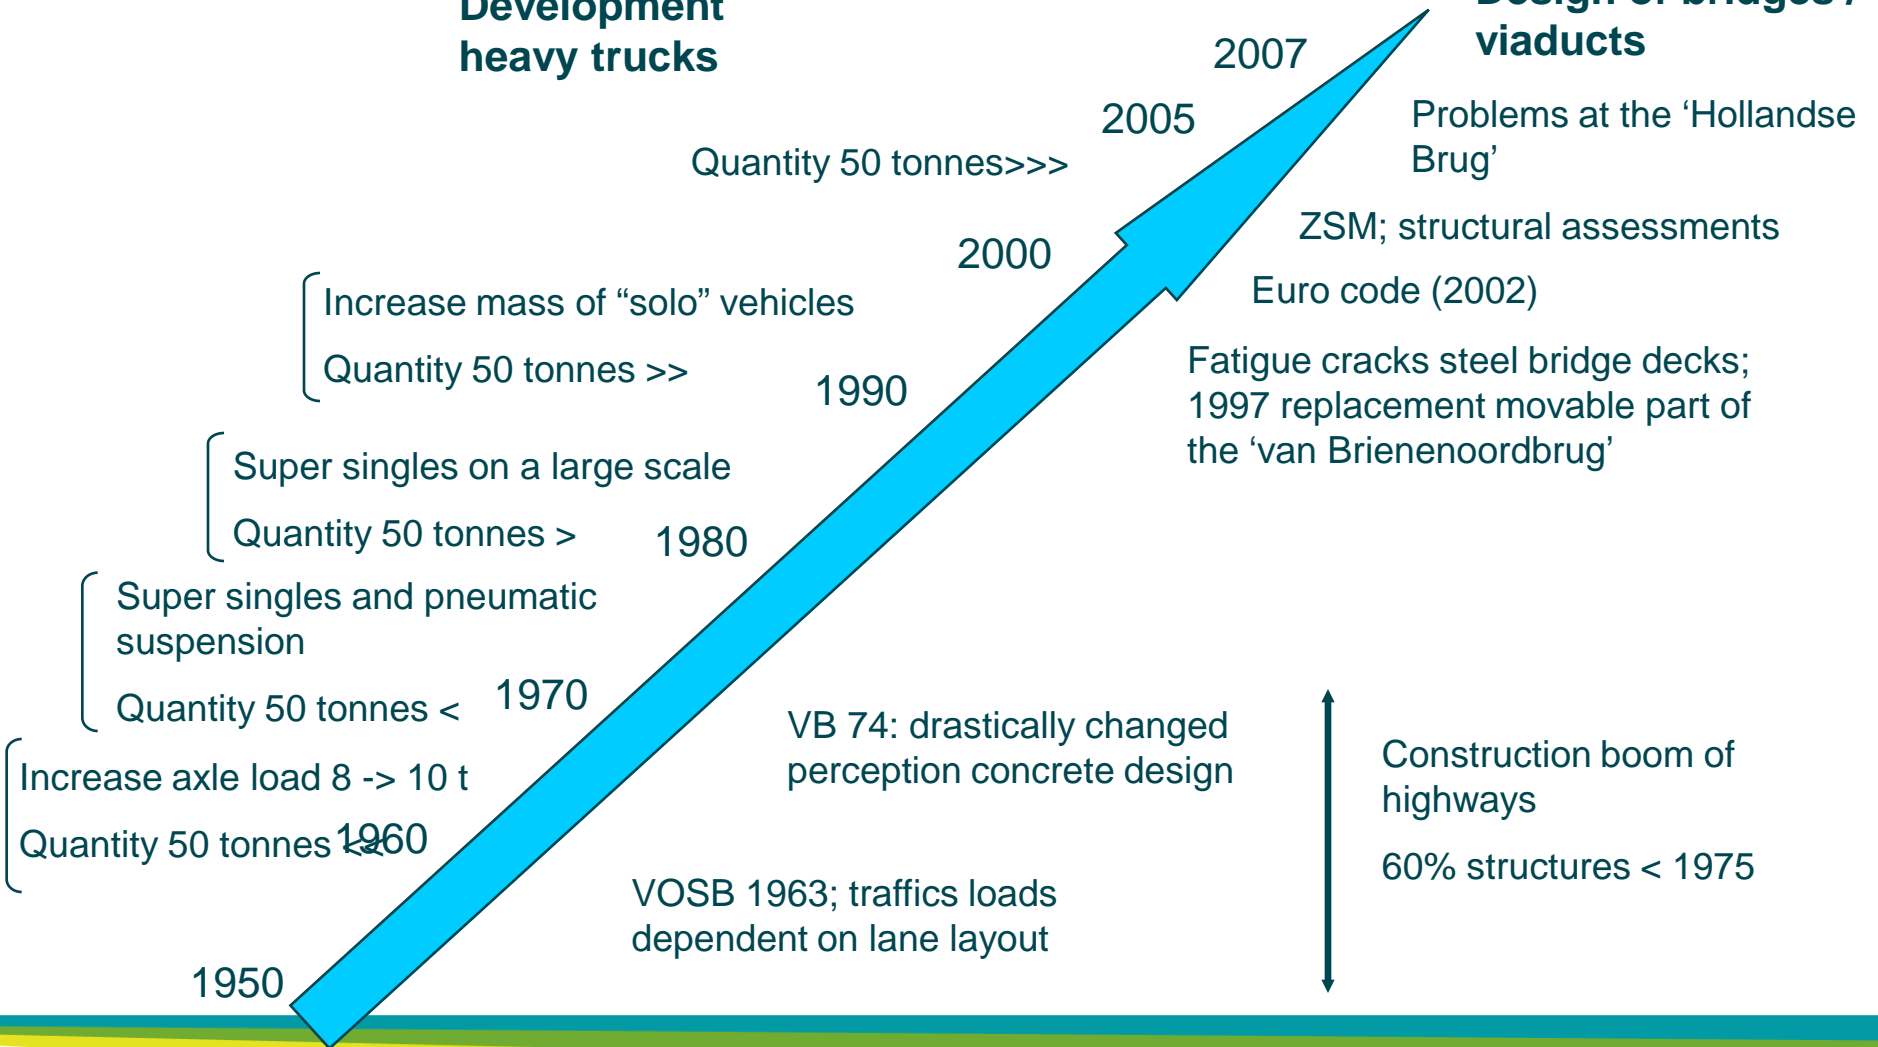 Development
heavy trucks
Design of bridges /
viaducts
2007
2005
Quantity 50 tonnes>>>
2000
Increase mass of “solo” vehicles
Quantity 50 tonnes >>
1990
Super singles on a large scale
Quantity 50 tonnes >
1980
Super singles and pneumatic
suspension
Quantity 50 tonnes <
1970
Increase axle load 8 -> 10 t
Quantity 50 tonnes <<
1960
1950
Problems at the ‘Hollandse
Brug’
ZSM; structural assessments
Euro code (2002)
Fatigue cracks steel bridge decks;
1997 replacement movable part of
the ‘van Brienenoordbrug’
VB 74: drastically changed
perception concrete design
VOSB 1963; traffics loads
dependent on lane layout
Construction boom of
highways
60% structures < 1975